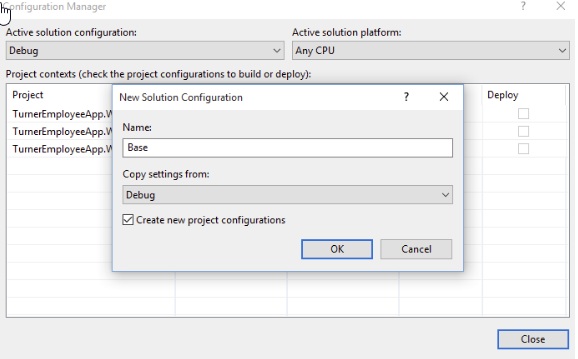 Configuration Manager
Active solution configuration: Active solution platform:
Debug Any CPU
Project contexts (check the project configurations to build or deploy):
Project Deploy
New Solution Configuration
TurnerEmployeeApp.W
TurnerEmployeeApp.W
TurnerEmployeeApp.W
Name:
Base
Copy settings from:
Debug
Create new project configurations
OK Cancel
Close